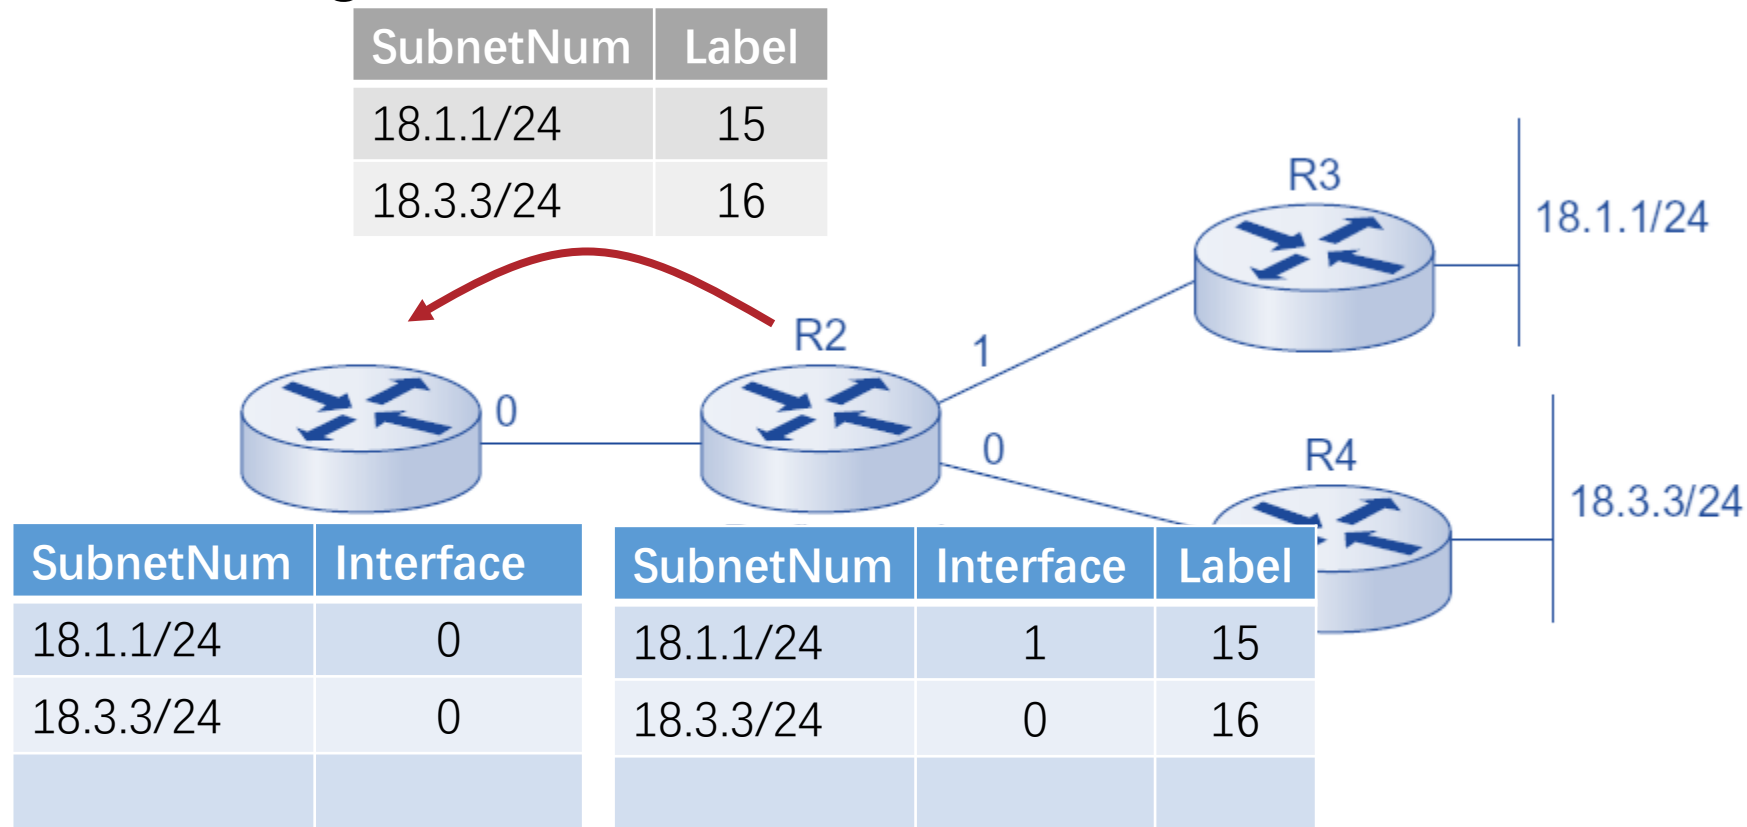 SubnetNum Label
18.1.1/24 15
18.3.3/24 16
R3
18.1.1/24
R2
1
0
0
R4
18.3.3/24
SubnetNum Interface
18.1.1/24 0
18.3.3/24 0
SubnetNum Interface Label
18.1.1/24 1 15
18.3.3/24 0 16